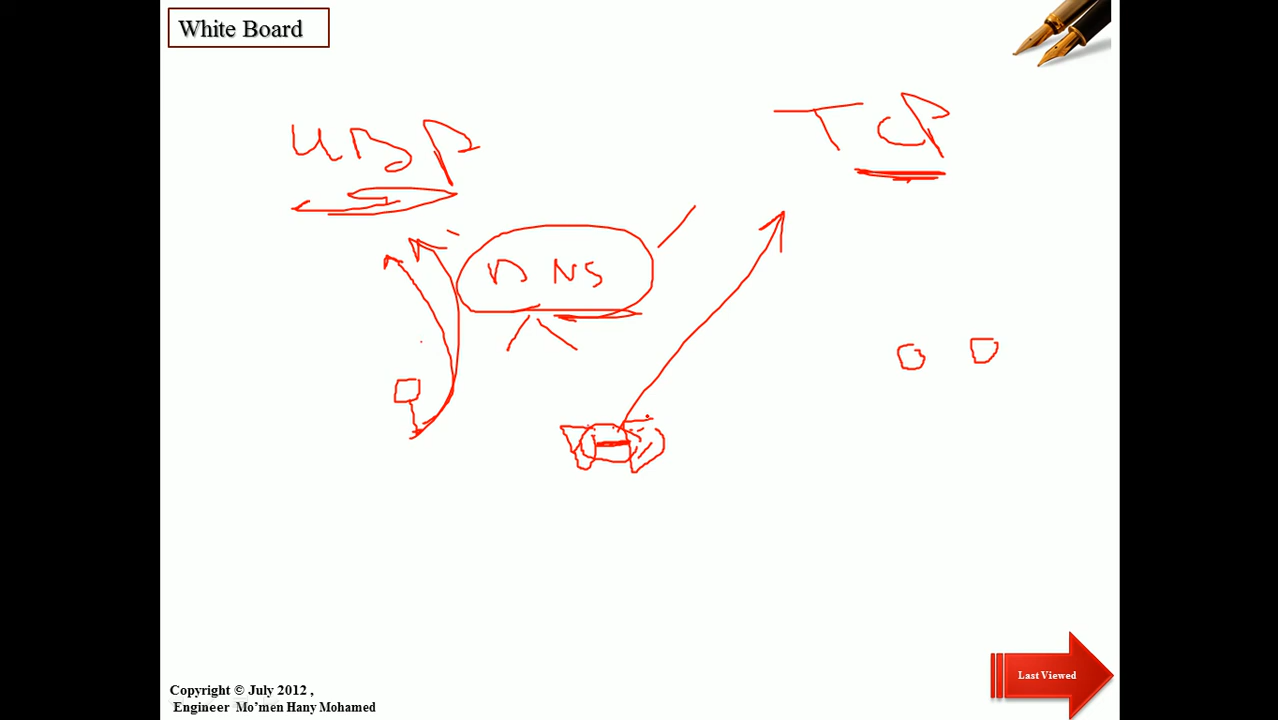 White Board
UDP
TCP
DNS
Last Viewed
Copyright © July 2012 ,
Engineer Mo’men Hany Mohamed